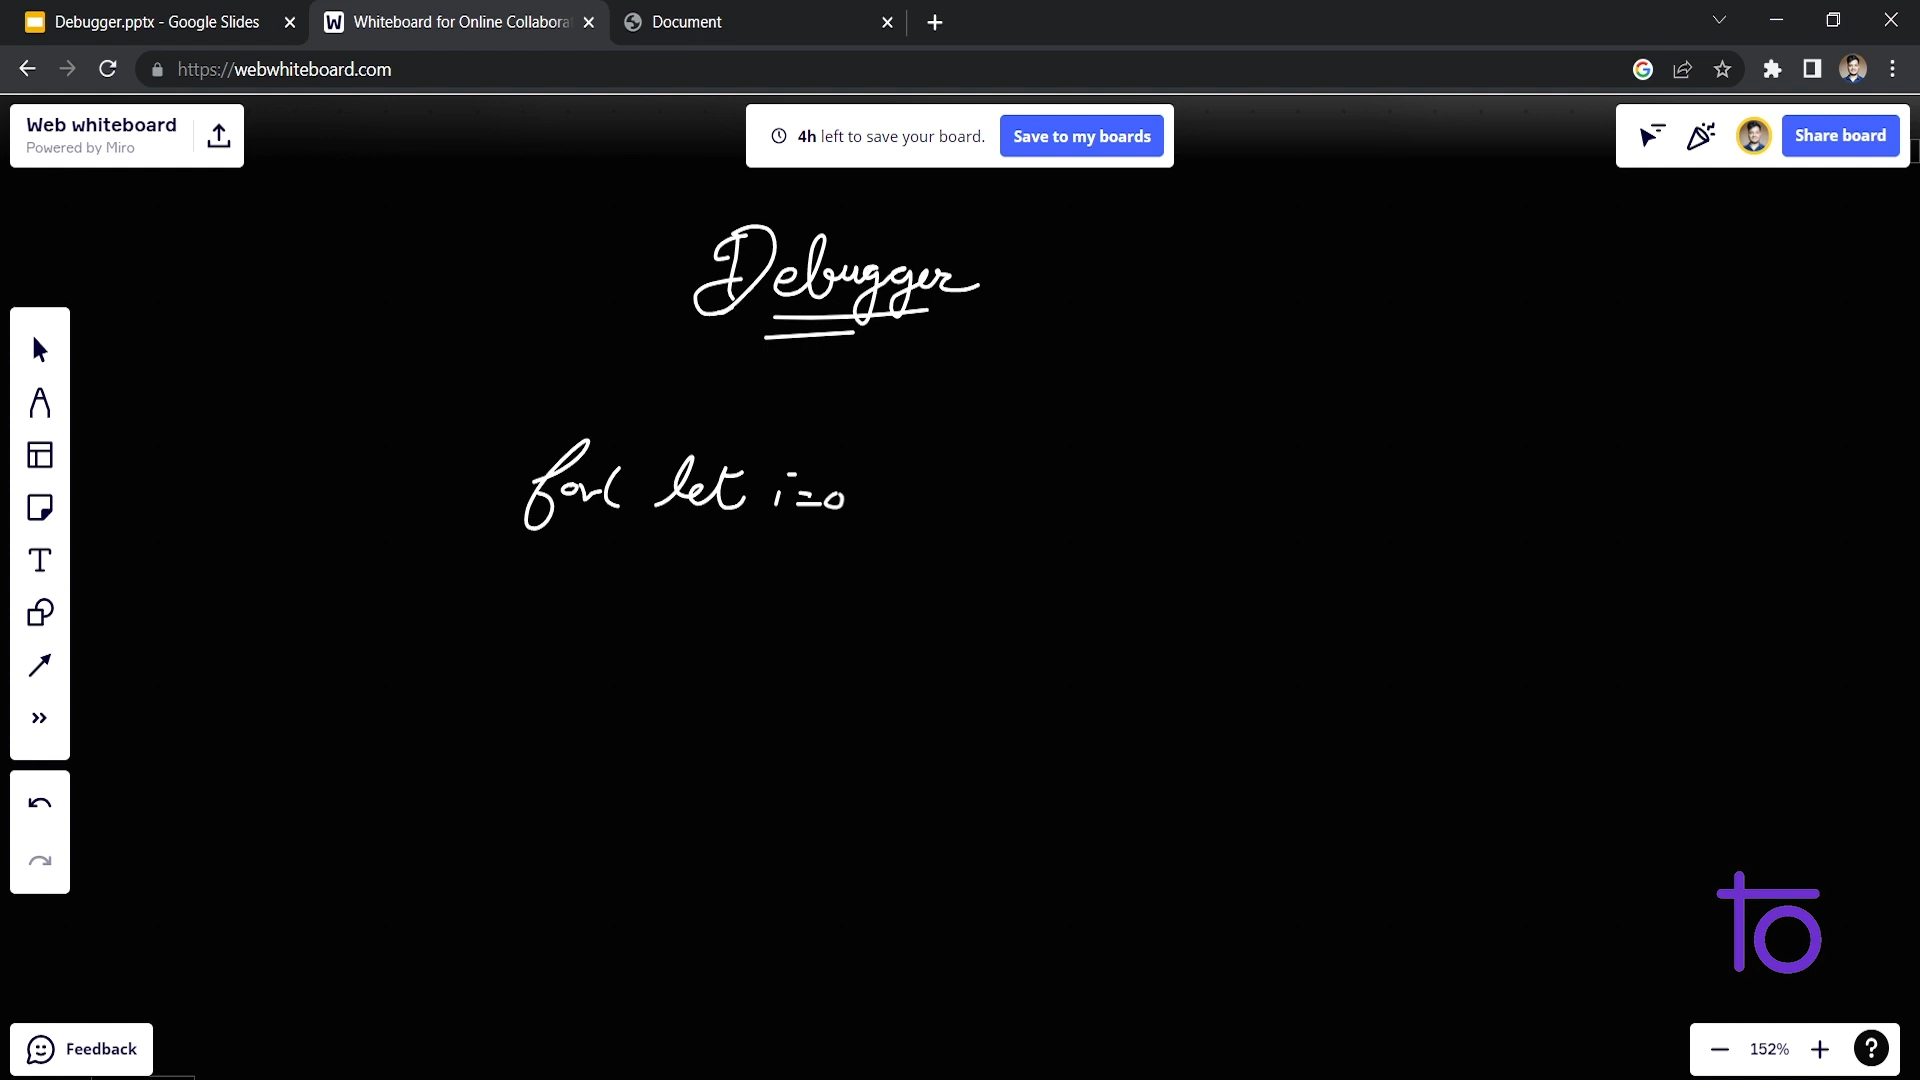 Debugger.pptx - Google Slides
Whiteboard for Online Collabora
Document
https://webwhiteboard.com
Web whiteboard
Powered by Miro
4h left to save your board.
Save to my boards
Share board
Debugger
for( let i=0
Feedback
152%